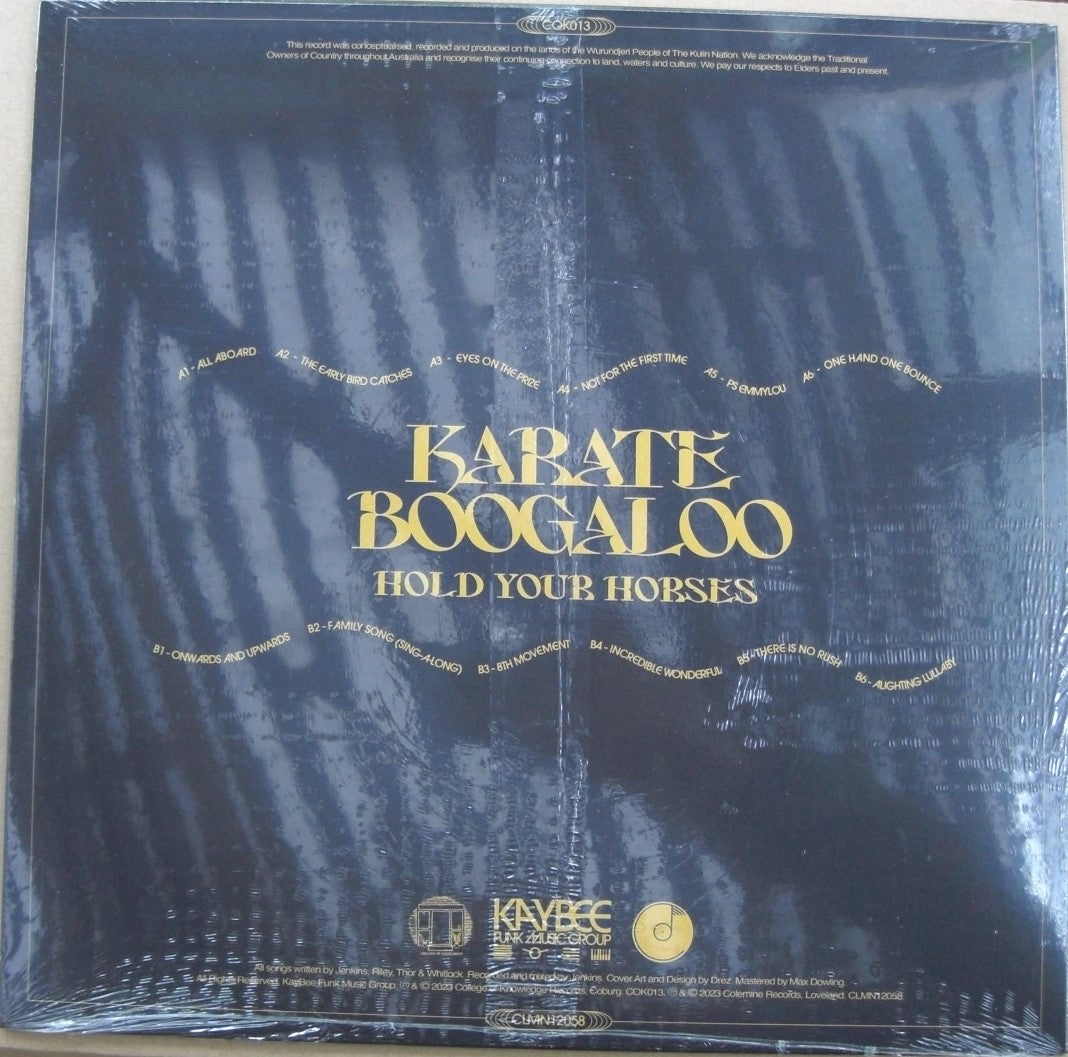 COK013
This record was conceptualised, recorded and produced on the lands of the Wurundjeri People of The Kulin Nation. We acknowledge the Traditional
Owners of Country throughout Australia and recognise their continuing connection to land, waters and culture. We pay our respects to Elders past and present.
A1 - ALL ABOARD
A2 - THE EARLY BIRD CATCHES
A3 - EYES ON THE PRIZE
A4 - NOT FOR THE FIRST TIME
A5 - PS EMMYLOU
A6 - ONE HAND ONE BOUNCE
KARATE
BOOGALOO
HOLD YOUR HORSES
B1 - ONWARDS AND UPWARDS
B2 - FAMILY SONG (SING-A-LONG)
B3 - 8TH MOVEMENT
B4 - INCREDIBLE WONDERFUL
B5 - THERE IS NO RUSH
B6 - ALIGHTING LULLABY
KAYBEE
FUNK MUSIC GROUP
All songs written by Jenkins, Riley, Thor & Whitlock. Recorded and mixed by Jenkins. Cover Art and Design by Drez. Mastered by Max Dowling.
All Rights Reserved. KayBee Funk Music Group. ℗ & © 2023 College of Knowledge Records, Coburg. COK013. ℗ & © 2023 Colemine Records, Loveland. CLMN12058
CLMN12058